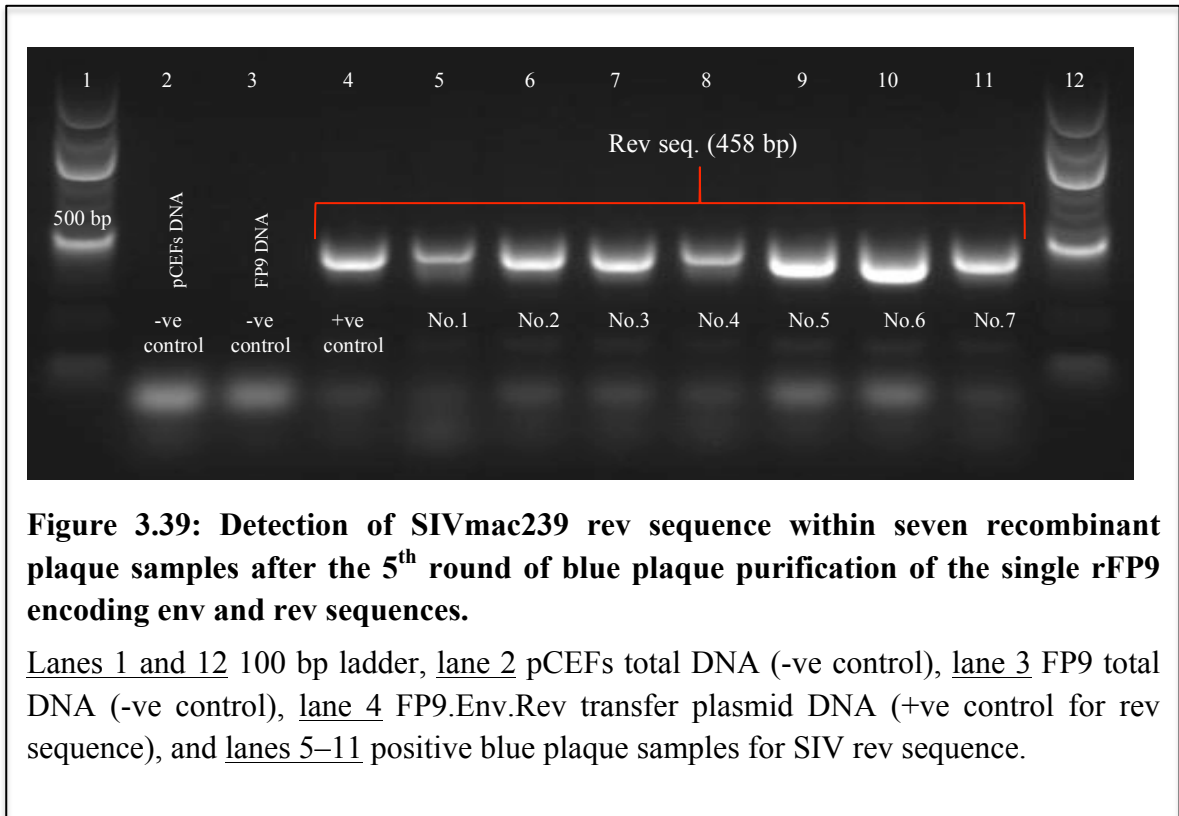 1 2 3 4 5 6 7 8 9 10 11 12
Rev seq. (458 bp)
500 bp
pCEFs DNA
FP9 DNA
-ve control
-ve control
+ve control
No.1 No.2 No.3 No.4 No.5 No.6 No.7
Figure 3.39: Detection of SIVmac239 rev sequence within seven recombinant
plaque samples after the 5th round of blue plaque purification of the single rFP9
encoding env and rev sequences.
Lanes 1 and 12 100 bp ladder, lane 2 pCEFs total DNA (-ve control), lane 3 FP9 total
DNA (-ve control), lane 4 FP9.Env.Rev transfer plasmid DNA (+ve control for rev
sequence), and lanes 5–11 positive blue plaque samples for SIV rev sequence.